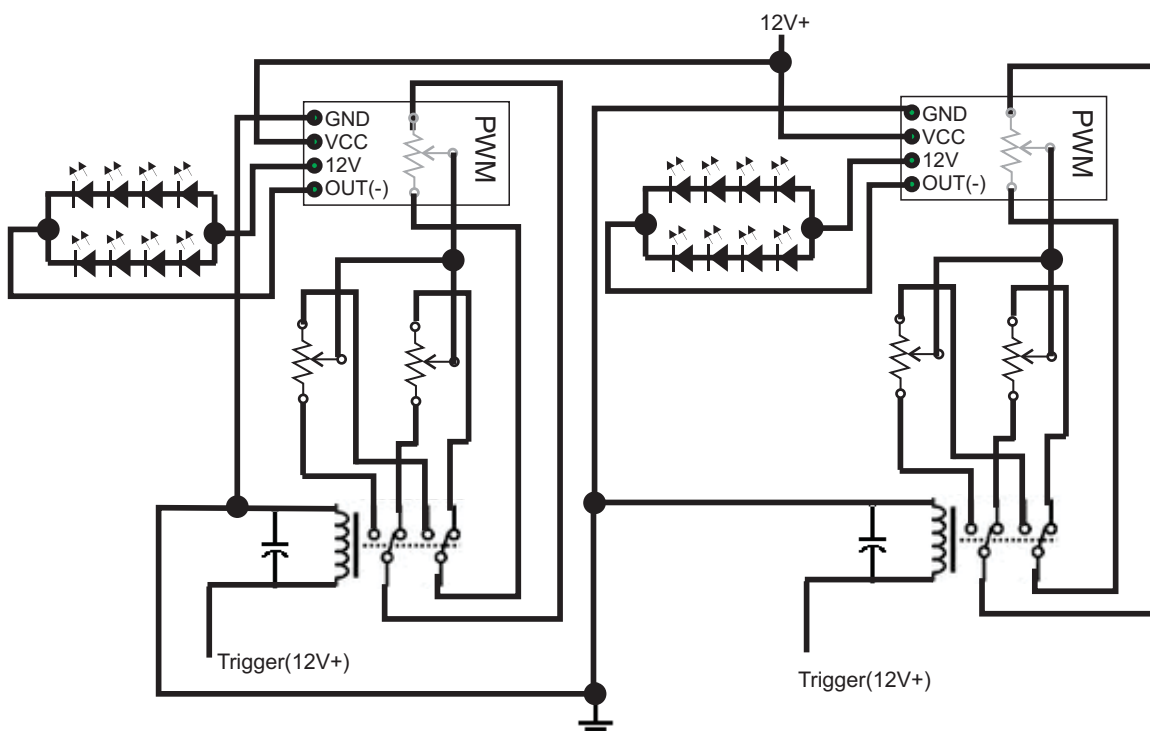 12V+
GND
VCC
12V
OUT(-)
PWM
GND
VCC
12V
OUT(-)
PWM
Trigger(12V+)
Trigger(12V+)